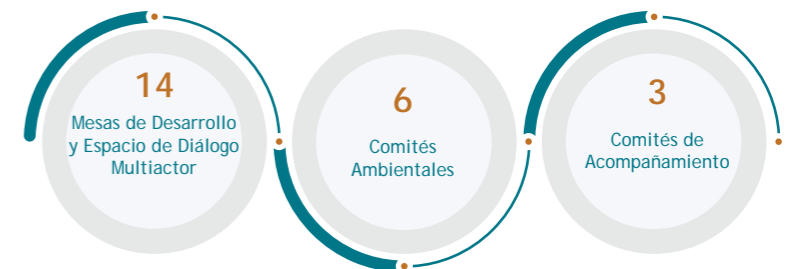 14
Mesas de Desarrollo
y Espacio de Diálogo
Multiactor
6
Comités
Ambientales
3
Comités de
Acompañamiento